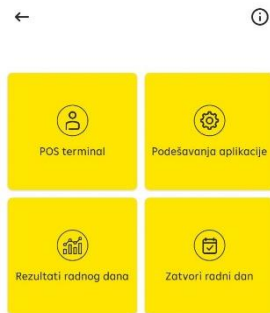 POS terminal
Podešavanja aplikacije
Rezultati radnog dana
Zatvori radni dan